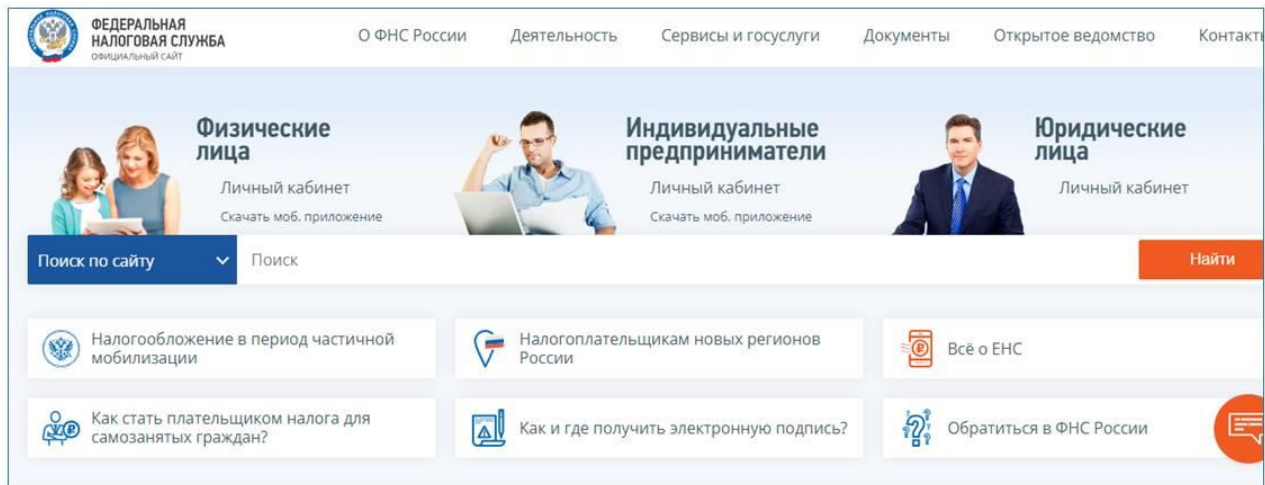 ФЕДЕРАЛЬНАЯ
НАЛОГОВАЯ СЛУЖБА
ОФИЦИАЛЬНЫЙ САЙТ
О ФНС России Деятельность Сервисы и госуслуги Документы Открытое ведомство Контакты
Физические
лица
Личный кабинет
Скачать моб. приложение
Индивидуальные
предприниматели
Личный кабинет
Скачать моб. приложение
Юридические
лица
Личный кабинет
Поиск по сайту Поиск Найти
Налогообложение в период частичной
мобилизации
Налогоплательщикам новых регионов
России
Всё о ЕНС
Как стать плательщиком налога для
самозанятых граждан?
Как и где получить электронную подпись?
Обратиться в ФНС России